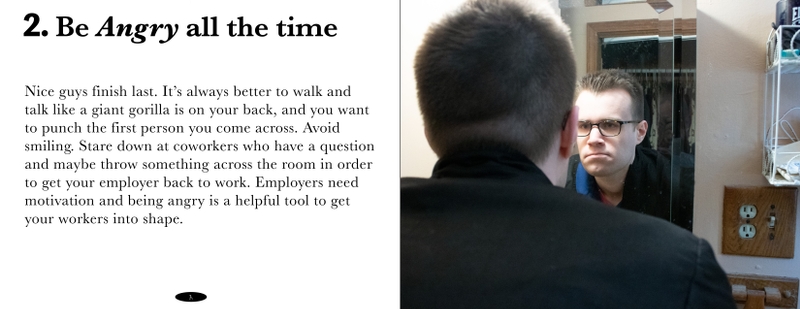 2. Be Angry all the time
Nice guys finish last. It's always better to walk and
talk like a giant gorilla is on your back, and you want
to punch the first person you come across. Avoid
smiling. Stare down at coworkers who have a question
and maybe throw something across the room in order
to get your employer back to work. Employers need
motivation and being angry is a helpful tool to get
your workers into shape.
3.